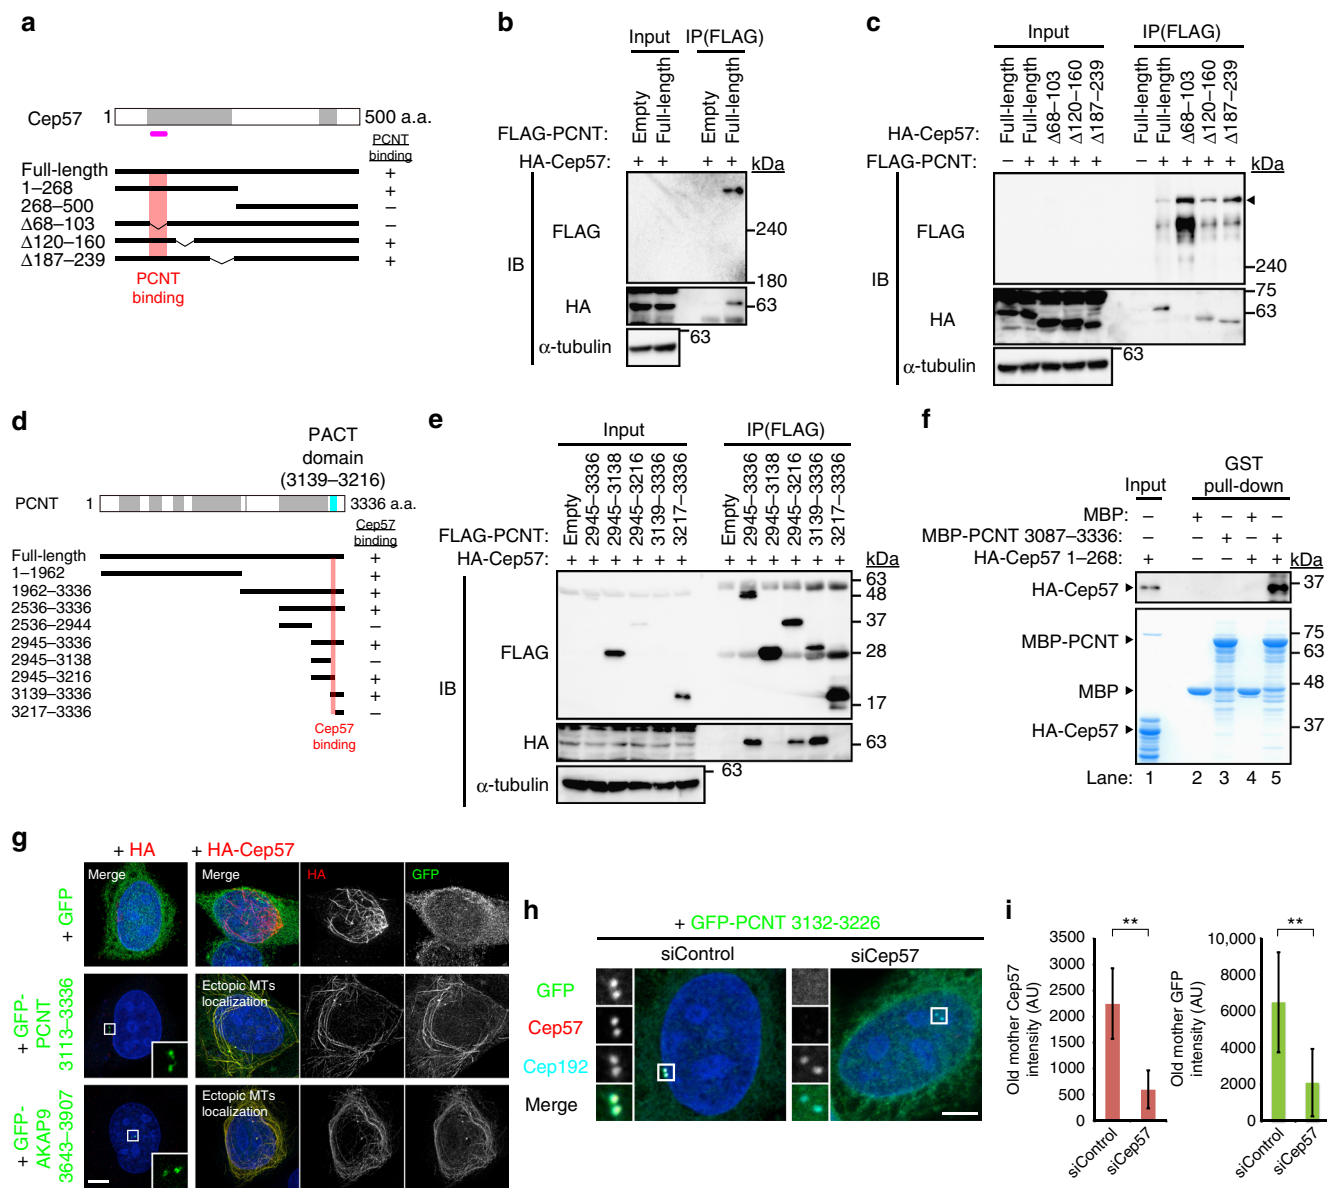 a
Cep57 1 500 a.a.
PCNT binding
Full-length +
1–268 +
268–500 –
Δ68–103 –
Δ120–160 +
Δ187–239 +
PCNT binding
b
Input IP(FLAG)
FLAG-PCNT: Empty Full-length Empty Full-length
HA-Cep57: + + + + kDa
IB
FLAG
240
180
HA
63
α-tubulin
63
c
Input IP(FLAG)
HA-Cep57: Full-length Full-length Δ68–103 Δ120–160 Δ187–239 Full-length Full-length Δ68–103 Δ120–160 Δ187–239
FLAG-PCNT: – + + + + – + + + + kDa
IB
FLAG
240
HA
75
63
α-tubulin
63
d
PACT domain (3139–3216)
PCNT 1 3336 a.a.
Cep57 binding
Full-length +
1–1962 +
1962–3336 +
2536–3336 +
2536–2944 –
2945–3336 +
2945–3138 –
2945–3216 +
3139–3336 +
3217–3336 –
Cep57 binding
e
Input IP(FLAG)
FLAG-PCNT: Empty 2945–3336 2945–3138 2945–3216 3139–3336 3217–3336 Empty 2945–3336 2945–3138 2945–3216 3139–3336 3217–3336
HA-Cep57: + + + + + + + + + + + + kDa
IB
FLAG
63
48
37
28
17
HA
63
α-tubulin
63
f
GST pull-down
Input
MBP: – + – + –
MBP-PCNT 3087–3336: – – + – +
HA-Cep57 1–268: + – – + + kDa
HA-Cep57
37
MBP-PCNT
MBP
HA-Cep57
75
63
48
37
Lane: 1 2 3 4 5
g
+ HA + HA-Cep57
+ GFP
Merge Merge HA GFP
+ GFP-PCNT 3113–3336
Ectopic MTs localization
+ GFP-AKAP9 3643–3907
Ectopic MTs localization
h
+ GFP-PCNT 3132-3226
siControl siCep57
GFP
Cep57
Cep192
Merge
i
Old mother Cep57 intensity (AU)
3500
3000
2500
2000
1500
1000
500
0
**
siControl siCep57
Old mother GFP intensity (AU)
10,000
8000
6000
4000
2000
0
**
siControl siCep57